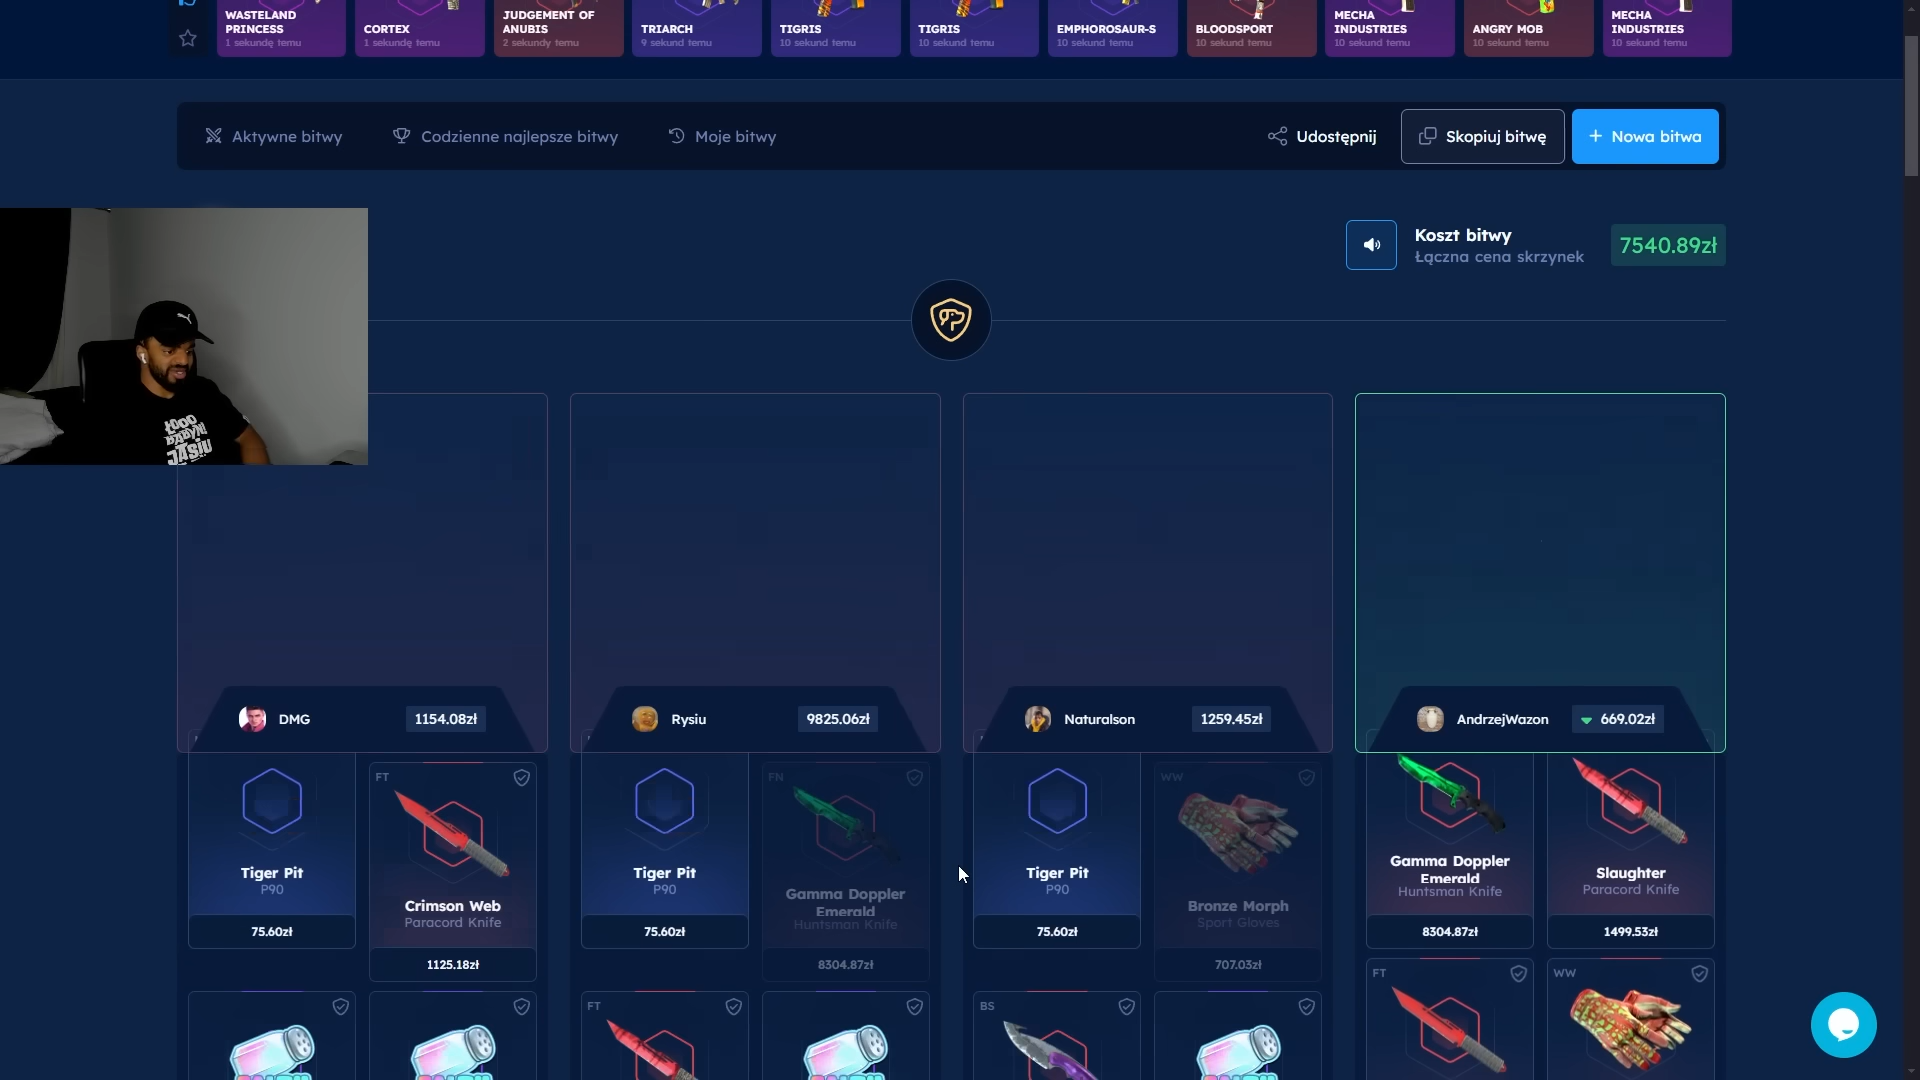 WASTELAND
PRINCESS
1 sekundę temu
CORTEX
1 sekundę temu
JUDGEMENT OF
ANUBIS
2 sekundy temu
TRIARCH
9 sekund temu
TIGRIS
10 sekund temu
TIGRIS
10 sekund temu
EMPHOROSAUR-S
10 sekund temu
BLOODSPORT
10 sekund temu
MECHA
INDUSTRIES
10 sekund temu
ANGRY MOB
10 sekund temu
MECHA
INDUSTRIES
10 sekund temu
Aktywne bitwy
Codzienne najlepsze bitwy
Moje bitwy
Udostępnij
Skopiuj bitwę
+ Nowa bitwa
Koszt bitwy
Łączna cena skrzynek
7540.89zł
ŁOOO
BABYN!
JASIU
DMG
1154.08zł
Rysiu
9825.06zł
Naturalson
1259.45zł
AndrzejWazon
669.02zł
Tiger Pit
P90
75.60zł
FT
Crimson Web
Paracord Knife
1125.18zł
Tiger Pit
P90
75.60zł
FN
Gamma Doppler
Emerald
Huntsman Knife
8304.87zł
Tiger Pit
P90
75.60zł
WW
Bronze Morph
Sport Gloves
707.03zł
Gamma Doppler
Emerald
Huntsman Knife
8304.87zł
Slaughter
Paracord Knife
1499.53zł
FT
BS
FT
WW